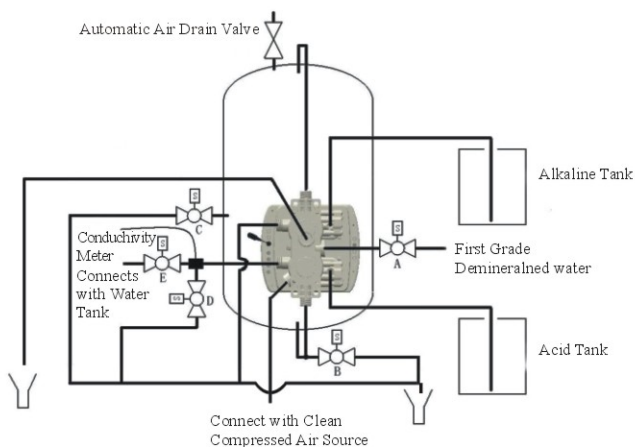 Automatic Air Drain Valve
S
C
Conduchivity
Meter
S
Connects
E
with Water
SS
D
Tank
Alkaline Tank
S
A
First Grade
Demineralned water
S
B
Acid Tank
Connect with Clean
Compressed Air Source